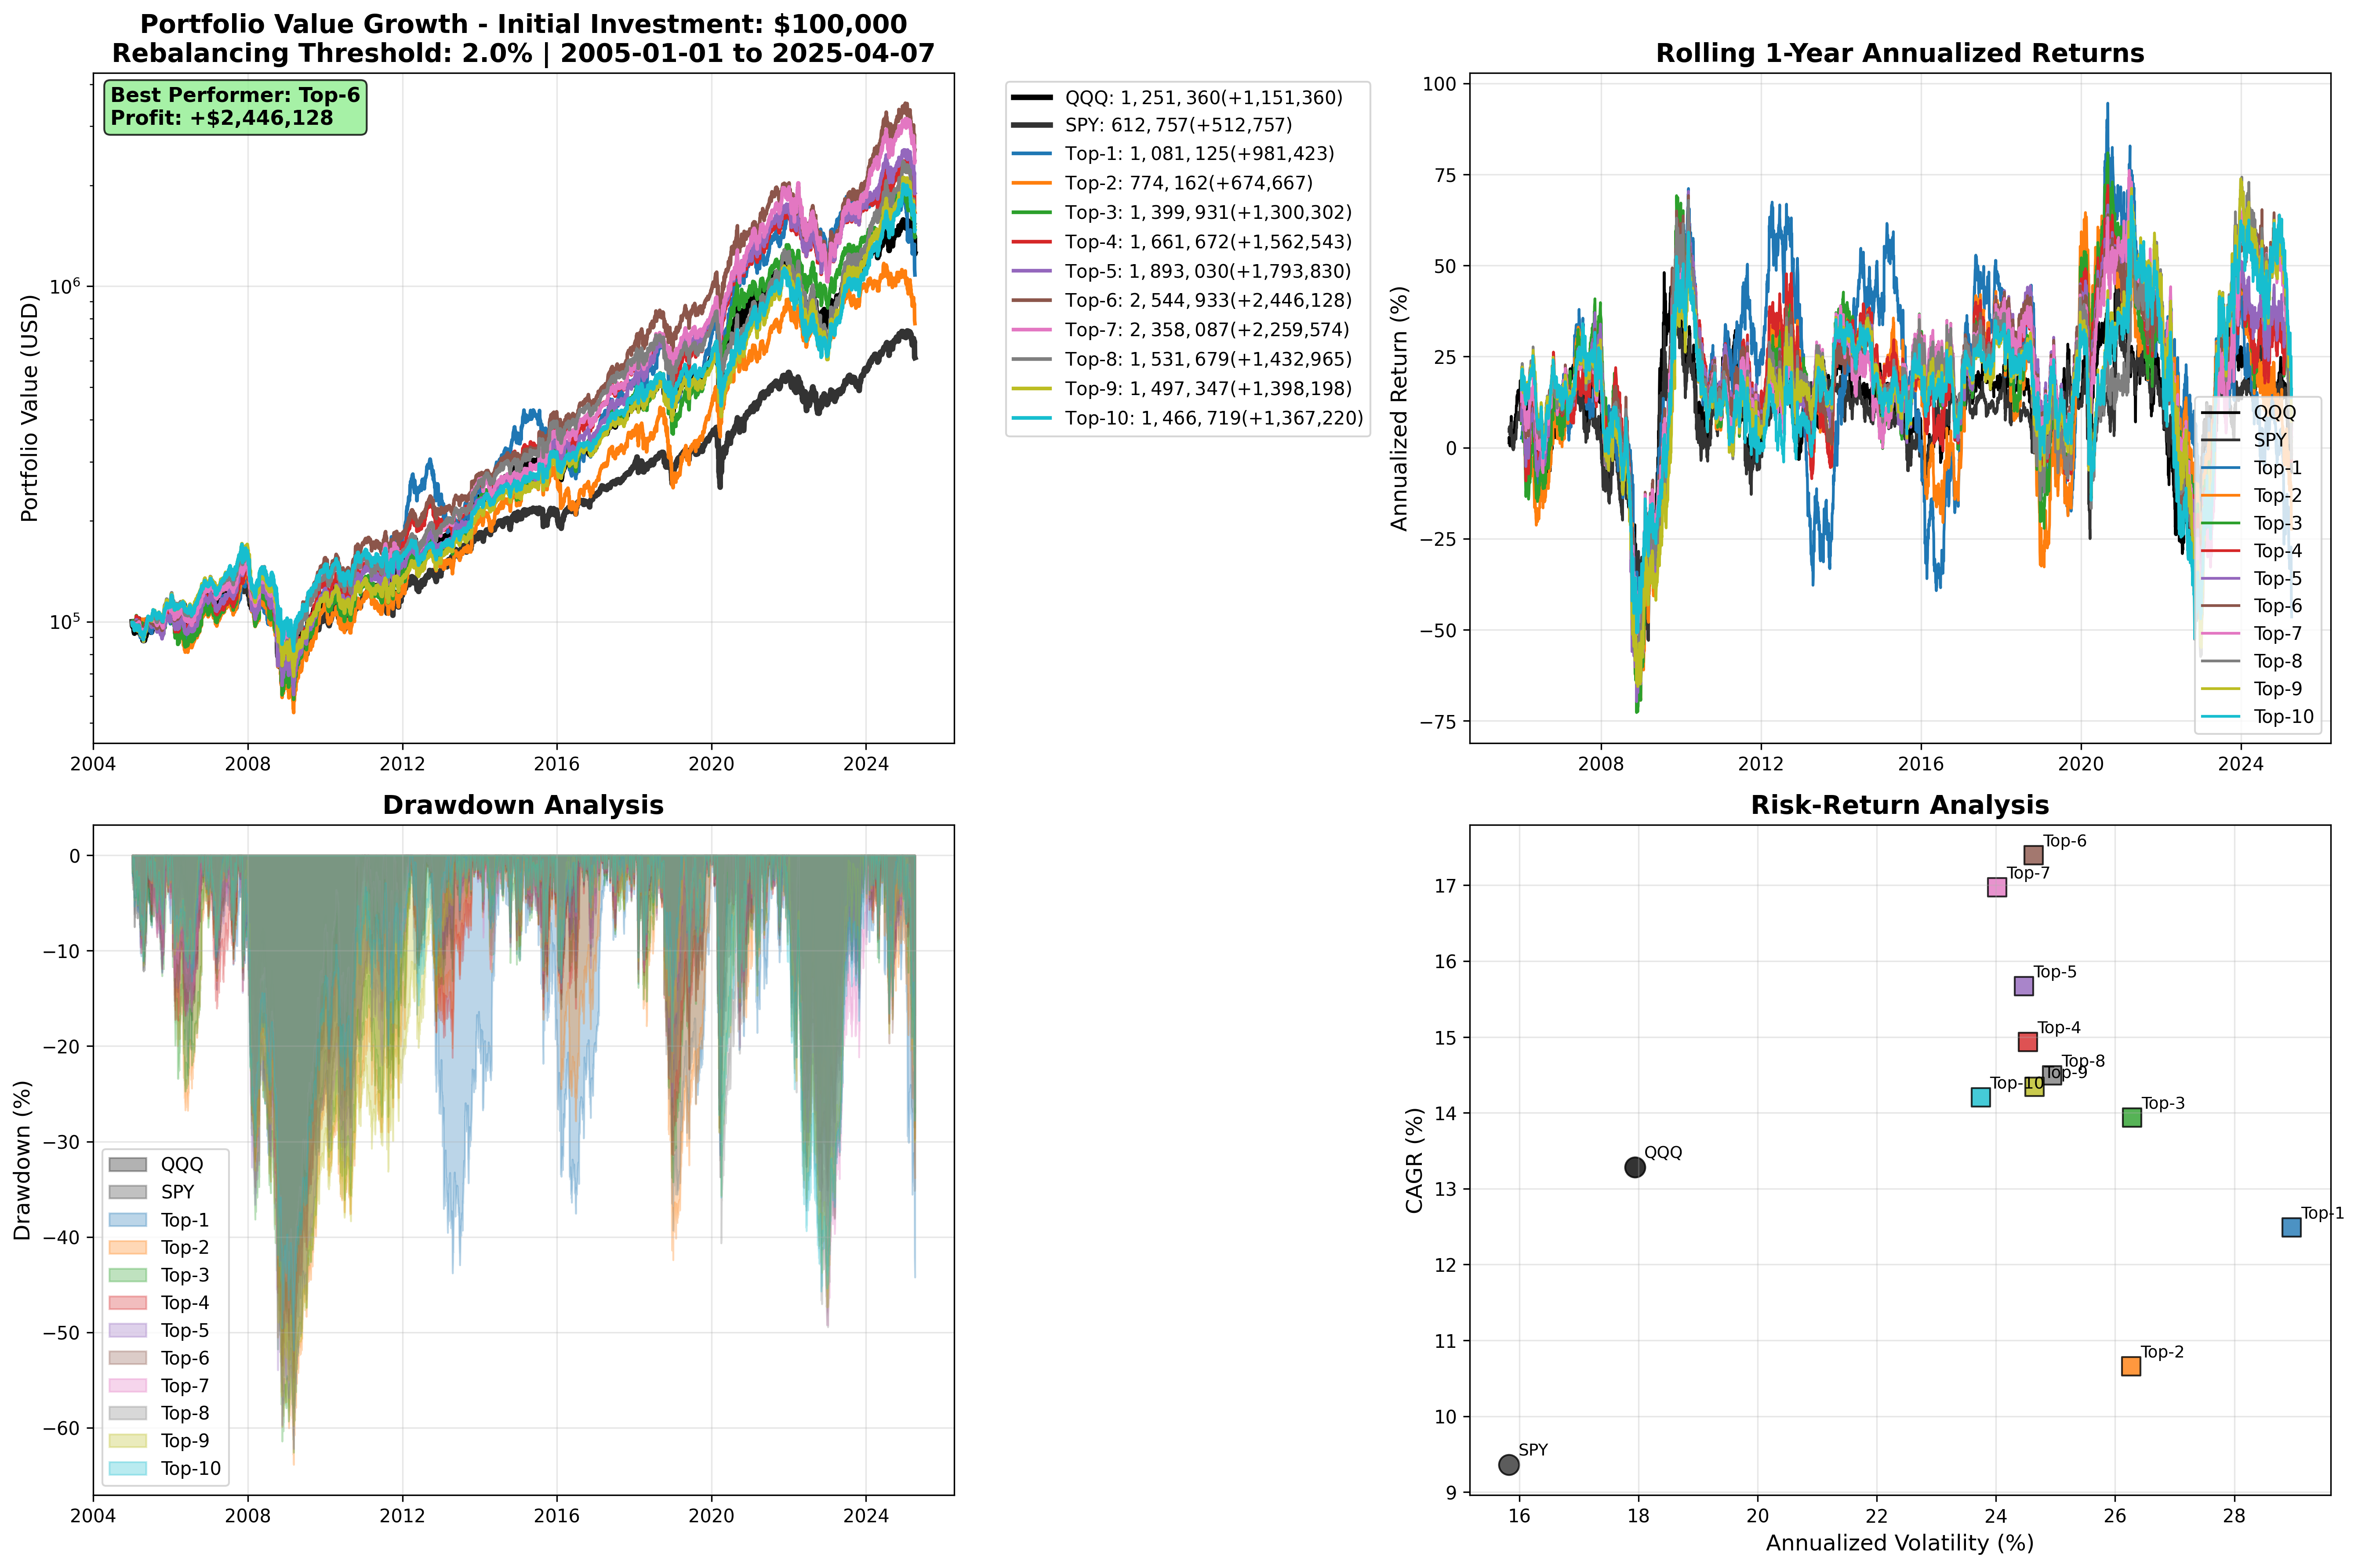 Portfolio Value Growth - Initial Investment: $100,000
Rebalancing Threshold: 2.0% | 2005-01-01 to 2025-04-07
Best Performer: Top-6
Profit: +$2,446,128
Portfolio Value (USD)
10^6
10^5
2004 2008 2012 2016 2020 2024
QQQ: 1, 251, 360(+1,151,360)
SPY: 612, 757(+512,757)
Top-1: 1, 081, 125(+981,423)
Top-2: 774, 162(+674,667)
Top-3: 1, 399, 931(+1,300,302)
Top-4: 1, 661, 672(+1,562,543)
Top-5: 1, 893, 030(+1,793,830)
Top-6: 2, 544, 933(+2,446,128)
Top-7: 2, 358, 087(+2,259,574)
Top-8: 1, 531, 679(+1,432,965)
Top-9: 1, 497, 347(+1,398,198)
Top-10: 1, 466, 719(+1,367,220)
Rolling 1-Year Annualized Returns
Annualized Return (%)
100
75
50
25
0
−25
−50
−75
2008 2012 2016 2020 2024
QQQ
SPY
Top-1
Top-2
Top-3
Top-4
Top-5
Top-6
Top-7
Top-8
Top-9
Top-10
Drawdown Analysis
Drawdown (%)
0
−10
−20
−30
−40
−50
−60
2004 2008 2012 2016 2020 2024
QQQ
SPY
Top-1
Top-2
Top-3
Top-4
Top-5
Top-6
Top-7
Top-8
Top-9
Top-10
Risk-Return Analysis
CAGR (%)
17
16
15
14
13
12
11
10
9
Top-6
Top-7
Top-5
Top-4
Top-8
Top-9
Top-10
Top-3
QQQ
Top-1
Top-2
SPY
16 18 20 22 24 26 28
Annualized Volatility (%)